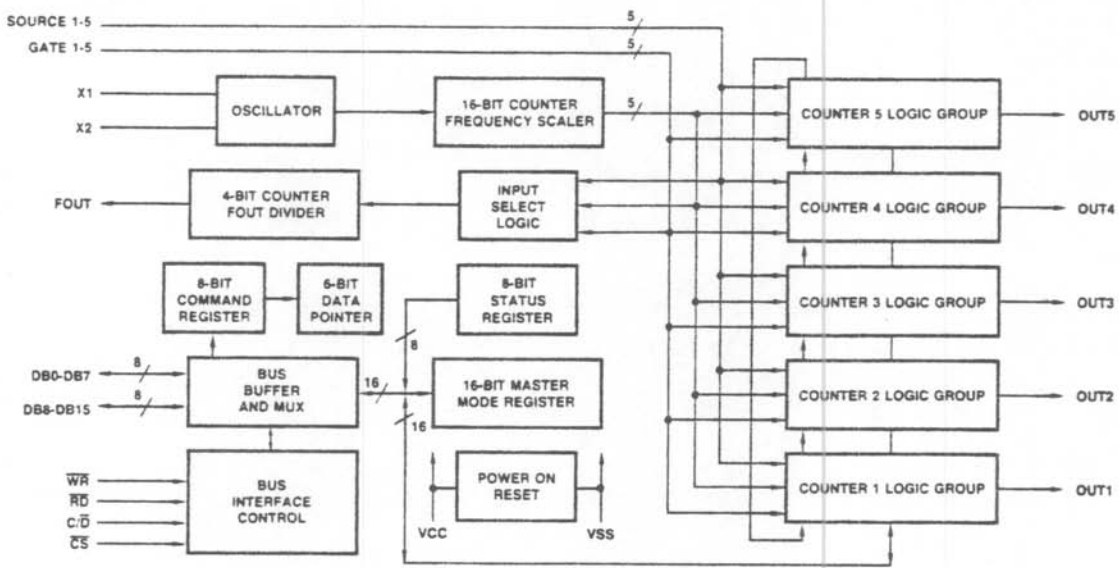 SOURCE 1-5
5
GATE 1-5
5
X1
X2
OSCILLATOR
16-BIT COUNTER
FREQUENCY SCALER
5
COUNTER 5 LOGIC GROUP
OUT5
FOUT
4-BIT COUNTER
FOUT DIVIDER
INPUT
SELECT
LOGIC
COUNTER 4 LOGIC GROUP
OUT4
8-BIT
COMMAND
REGISTER
6-BIT
DATA
POINTER
8-BIT
STATUS
REGISTER
COUNTER 3 LOGIC GROUP
OUT3
8
DB0-DB7
8
DB8-DB15
8
BUS
BUFFER
AND MUX
16
16-BIT MASTER
MODE REGISTER
16
COUNTER 2 LOGIC GROUP
OUT2
WR
RD
C/D
CS
BUS
INTERFACE
CONTROL
POWER ON
RESET
VCC
VSS
COUNTER 1 LOGIC GROUP
OUT1